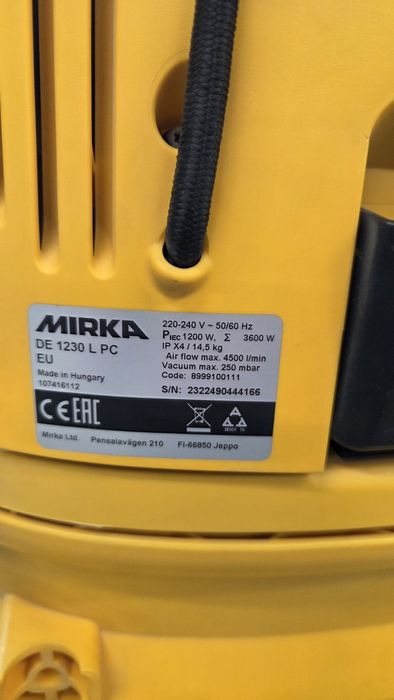 MIRKA
DE 1230 L PC
EU
Made in Hungary
107416112
220-240 V ~ 50/60 Hz
PIEC 1200 W, Σ 3600 W
IP X4 / 14,5 kg
Air flow max. 4500 l/min
Vacuum max. 250 mbar
Code: 8999100111
S/N: 2322490444166
CE EAC
Mirka Ltd. Pensalavägen 210 FI-66850 Jeppo